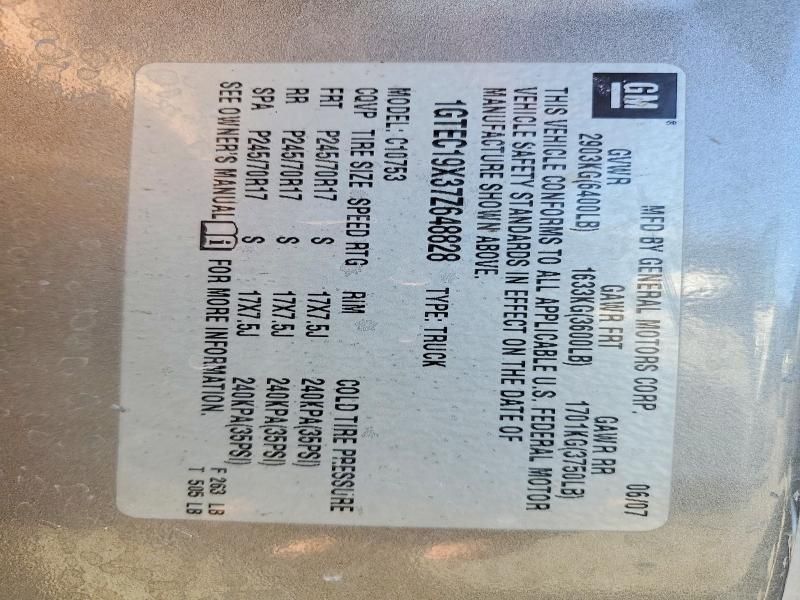 MFD BY GENERAL MOTORS CORP. 06/07
GM®
GVWR GAWR FRT GAWR RR
2903KG(6400LB) 1633KG(3600LB) 1701KG(3750LB)
THIS VEHICLE CONFORMS TO ALL APPLICABLE U.S. FEDERAL MOTOR
VEHICLE SAFETY STANDARDS IN EFFECT ON THE DATE OF
MANUFACTURE SHOWN ABOVE.
1GTEC19X37Z648828 TYPE: TRUCK
MODEL: C10753
CQVP TIRE SIZE SPEED RTG RIM COLD TIRE PRESSURE
FRT P245/70R17 S 17X7.5J 240KPA(35PSI)
RR P245/70R17 S 17X7.5J 240KPA(35PSI)
SPA P245/70R17 S 17X7.5J 240KPA(35PSI)
SEE OWNER'S MANUAL i FOR MORE INFORMATION.
F 263 LB
T 505 LB